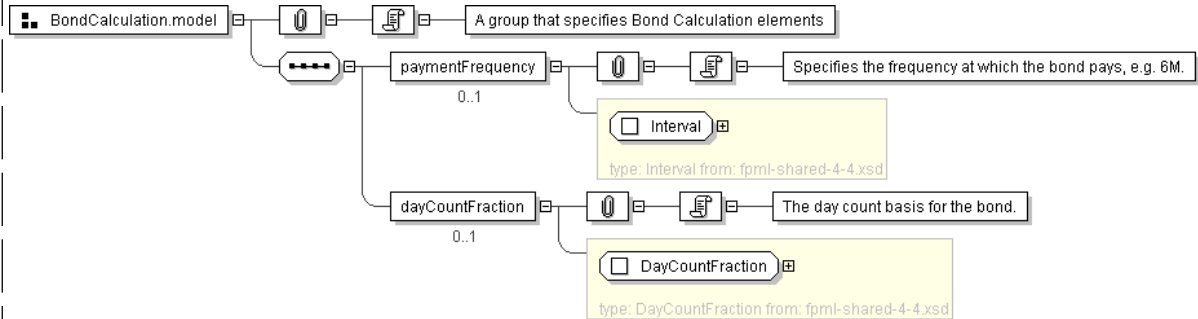 BondCalculation.model
A group that specifies Bond Calculation elements
paymentFrequency
Specifies the frequency at which the bond pays, e.g. 6M.
0..1
Interval
type: Interval from: fpml-shared-4-4.xsd
dayCountFraction
The day count basis for the bond.
0..1
DayCountFraction
type: DayCountFraction from: fpml-shared-4-4.xsd